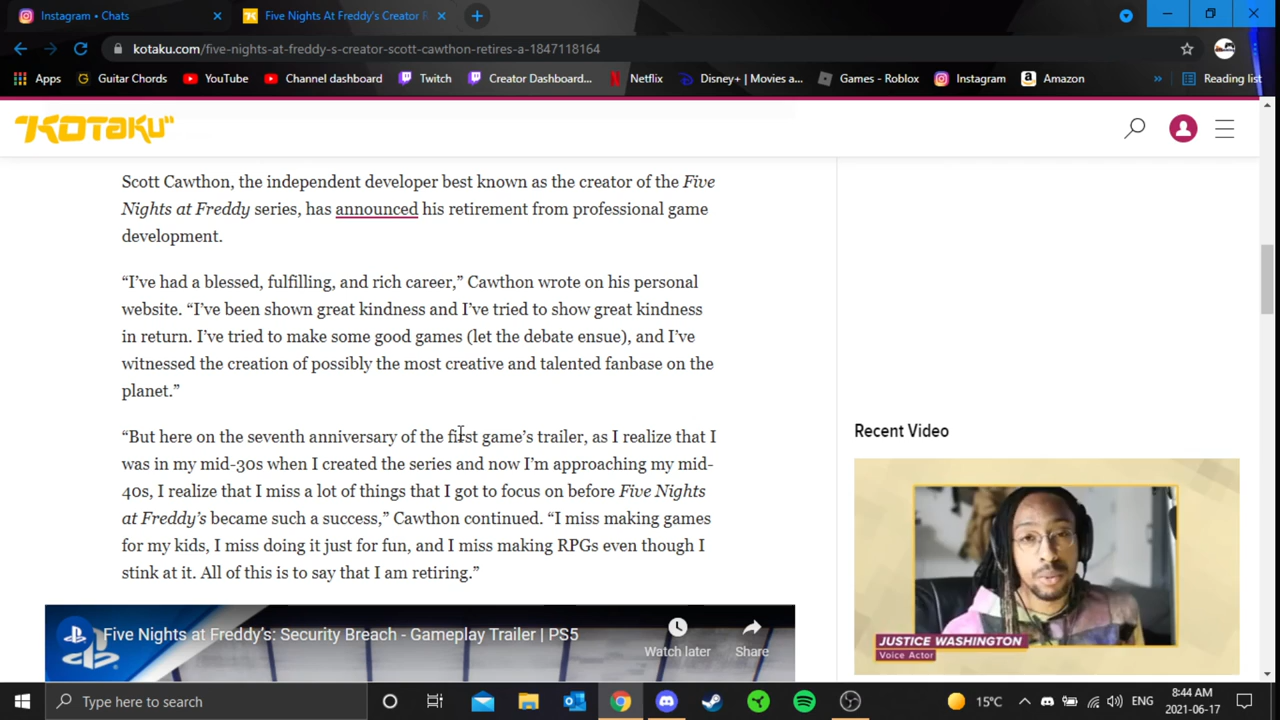 Instagram • Chats
Five Nights At Freddy's Creator R
kotaku.com/five-nights-at-freddy-s-creator-scott-cawthon-retires-a-1847118164
Apps
Guitar Chords
YouTube
Channel dashboard
Twitch
Creator Dashboard...
Netflix
Disney+ | Movies a...
Games - Roblox
Instagram
Amazon
»
Reading list
"KOTAKU"
Scott Cawthon, the independent developer best known as the creator of the Five
Nights at Freddy series, has announced his retirement from professional game
development.
“I’ve had a blessed, fulfilling, and rich career,” Cawthon wrote on his personal
website. “I’ve been shown great kindness and I’ve tried to show great kindness
in return. I’ve tried to make some good games (let the debate ensue), and I’ve
witnessed the creation of possibly the most creative and talented fanbase on the
planet.”
“But here on the seventh anniversary of the first game’s trailer, as I realize that I
was in my mid-30s when I created the series and now I’m approaching my mid-
40s, I realize that I miss a lot of things that I got to focus on before Five Nights
at Freddy’s became such a success,” Cawthon continued. “I miss making games
for my kids, I miss doing it just for fun, and I miss making RPGs even though I
stink at it. All of this is to say that I am retiring.”
Five Nights at Freddy’s: Security Breach - Gameplay Trailer | PS5
Watch later
Share
Recent Video
JUSTICE WASHINGTON
Voice Actor
Type here to search
15°C
ENG
8:44 AM
2021-06-17